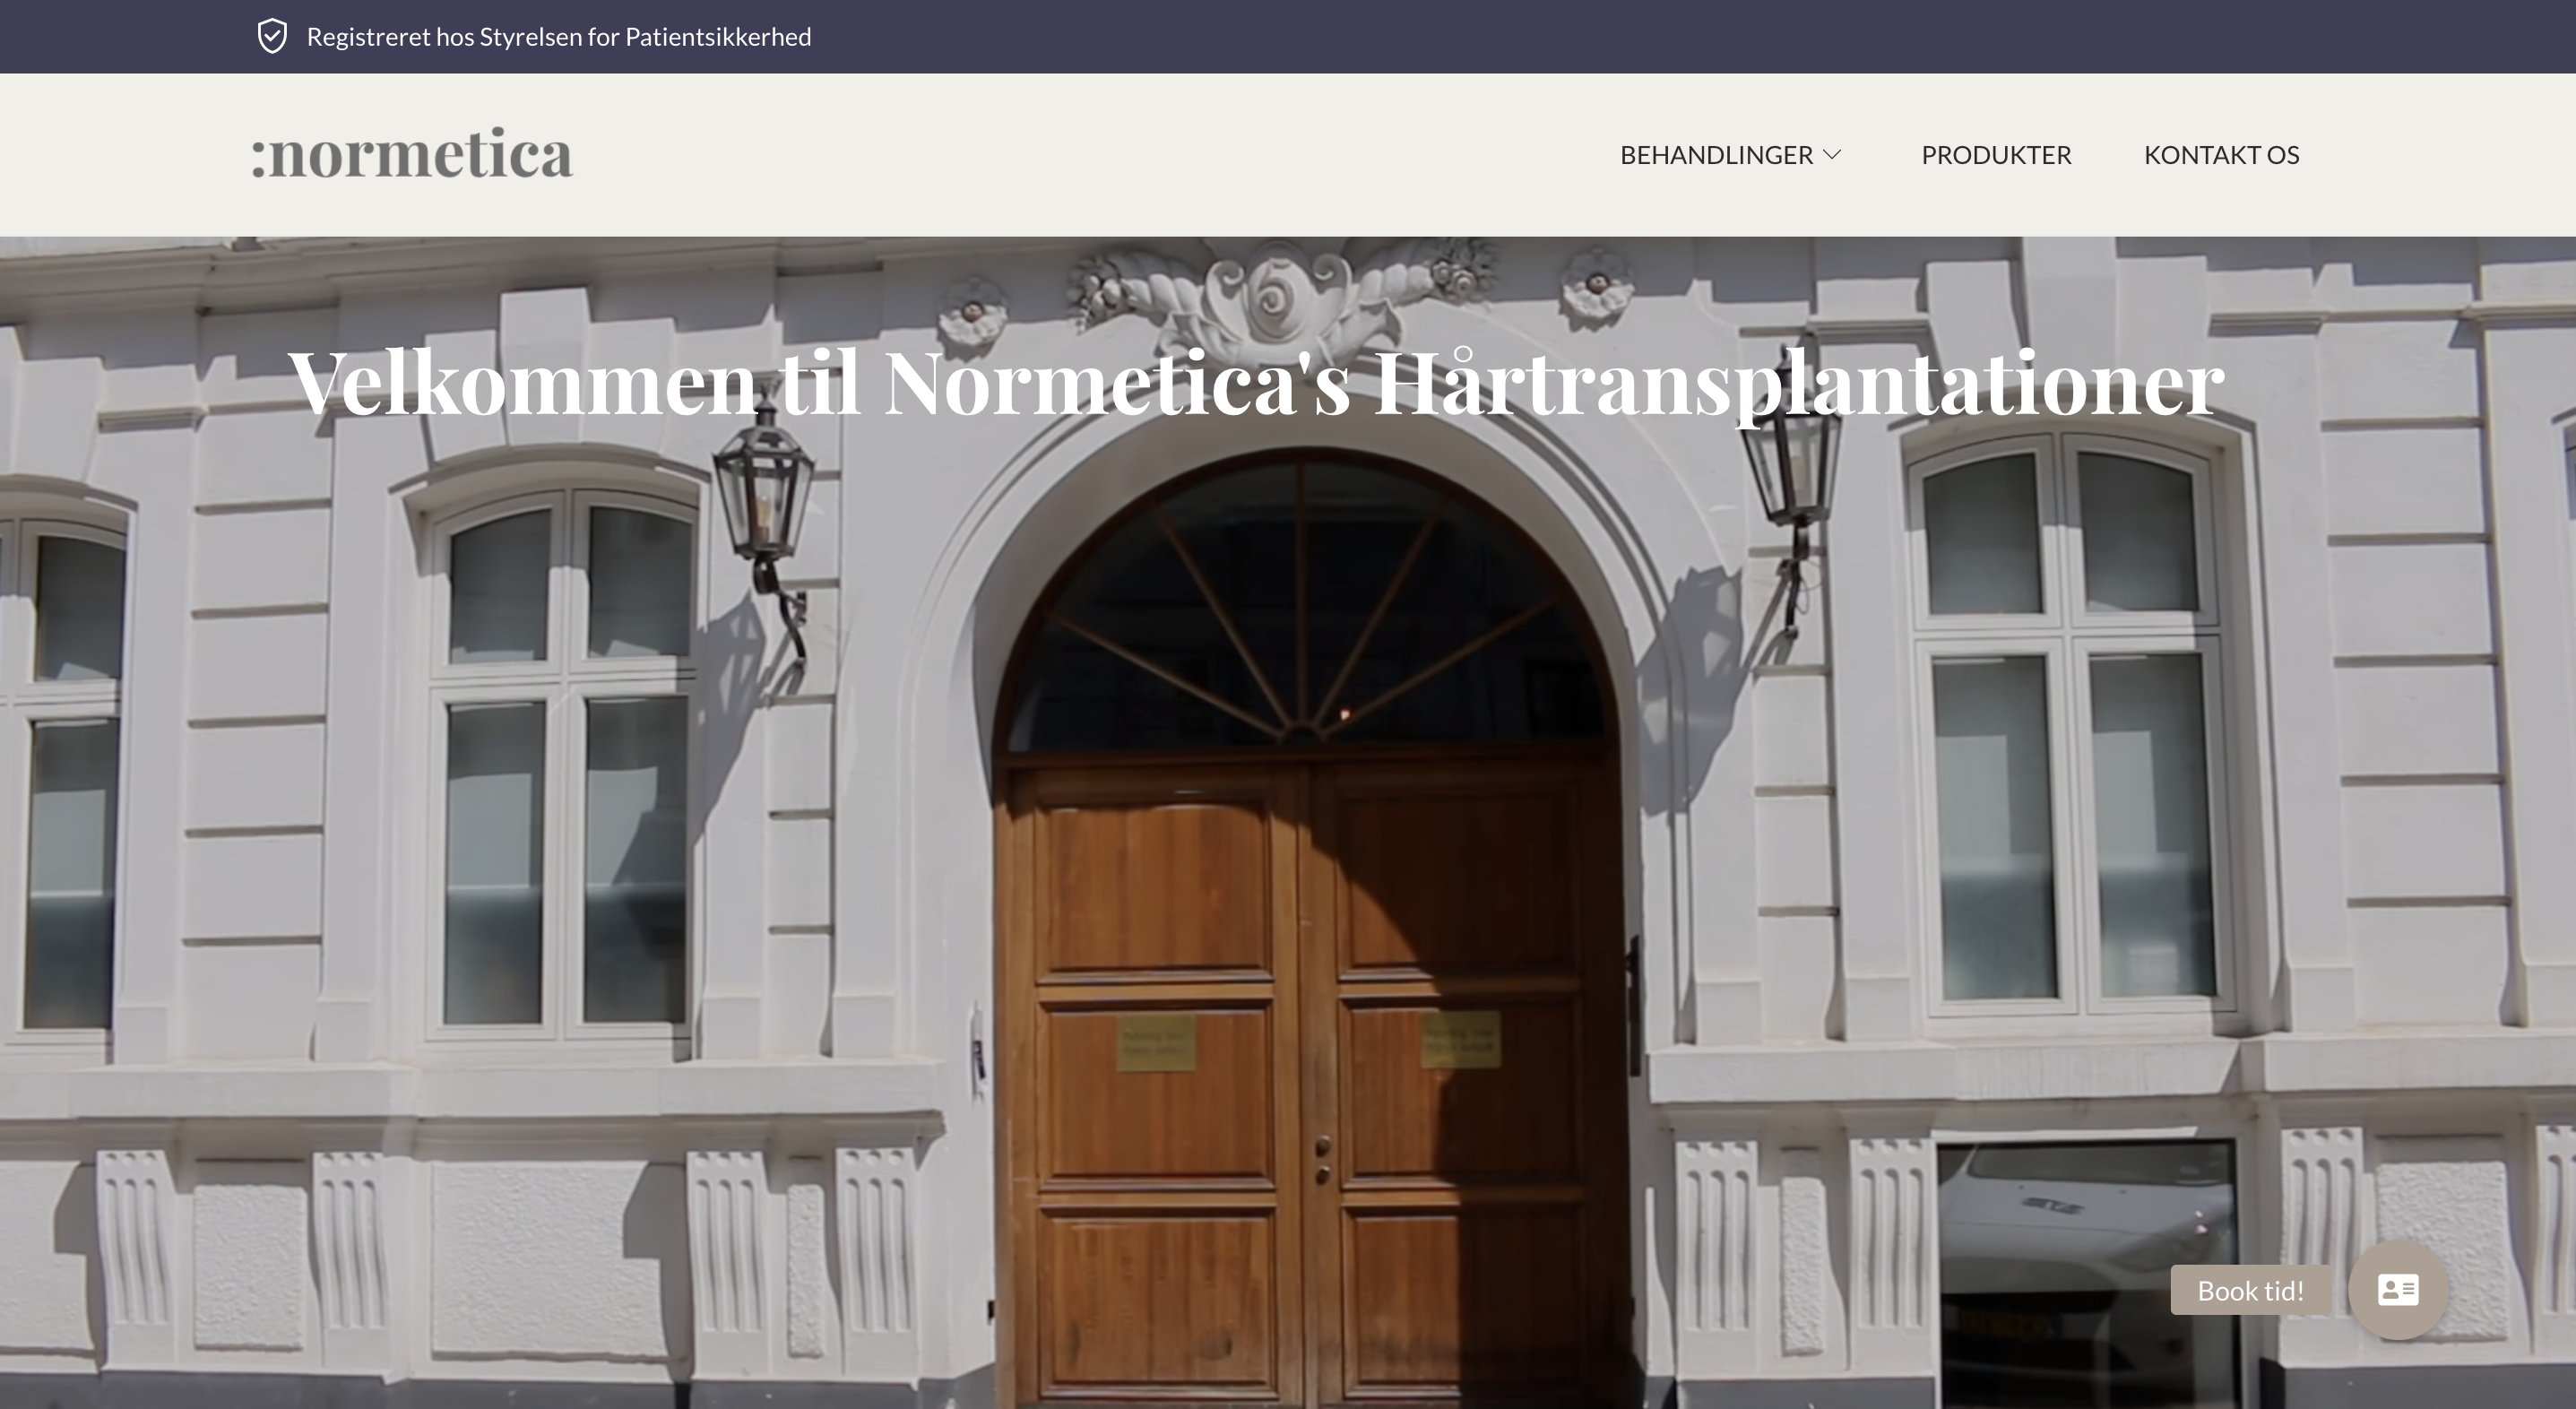 Registreret hos Styrelsen for Patientsikkerhed
:normetica
BEHANDLINGER
PRODUKTER
KONTAKT OS
Velkommen til Normetica's Hårtransplantationer
Book tid!